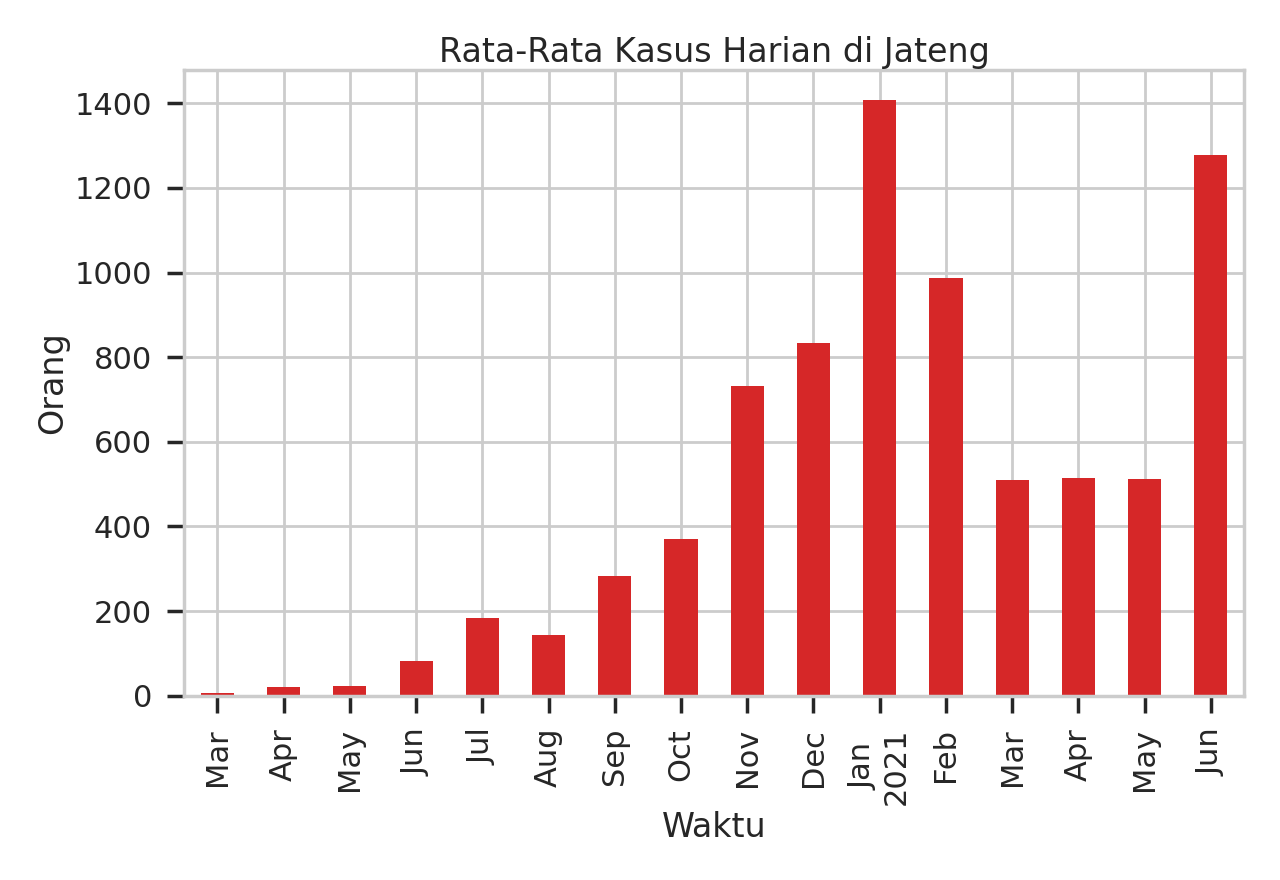 Rata-Rata Kasus Harian di Jateng
1400
1200
1000
800
600
400
200
0
Orang
Mar
Apr
May
Jun
Jul
Aug
Sep
Oct
Nov
Dec
Jan
2021
Feb
Mar
Apr
May
Jun
Waktu